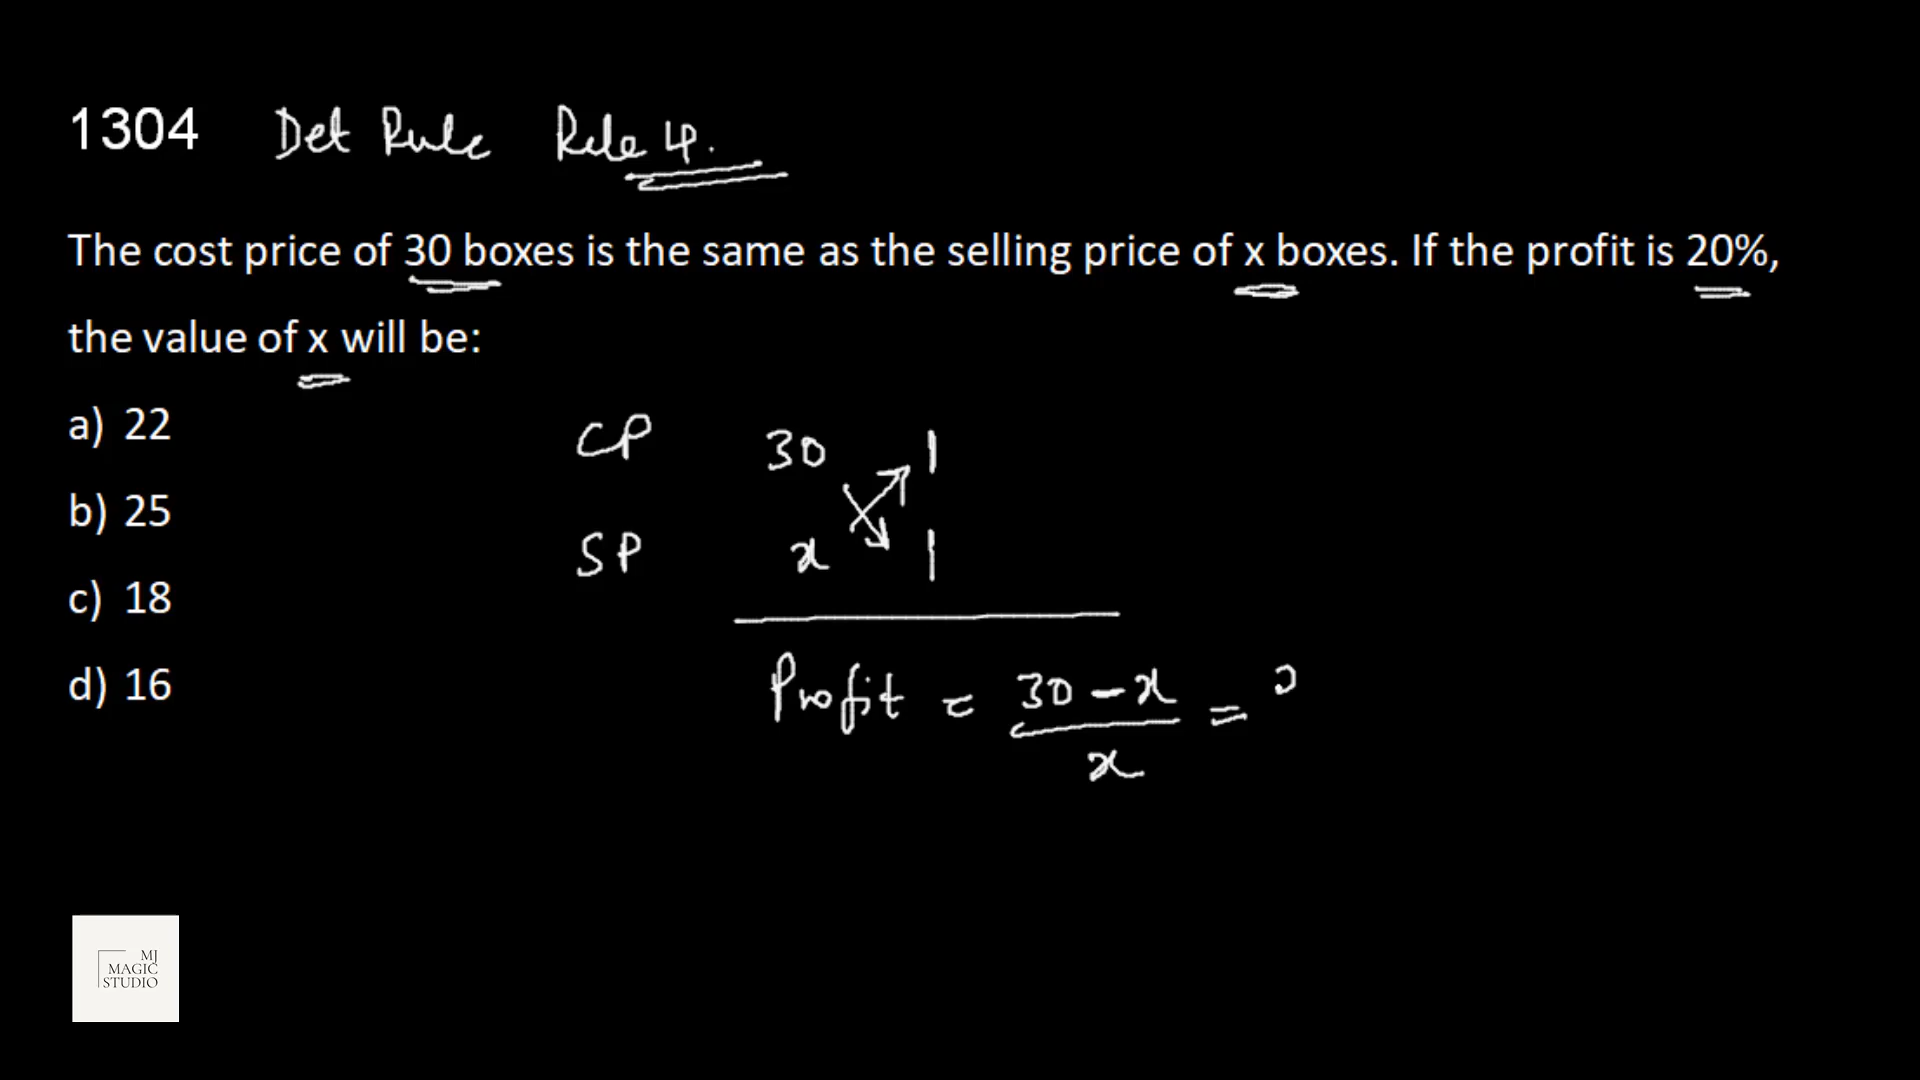 1304 Det Rule Rule 4.
The cost price of 30 boxes is the same as the selling price of x boxes. If the profit is 20%,
the value of x will be:
a) 22
b) 25
c) 18
d) 16
CP 30 1
SP x 1
Profit = 30 - x =
x
MJ
MAGIC
STUDIO